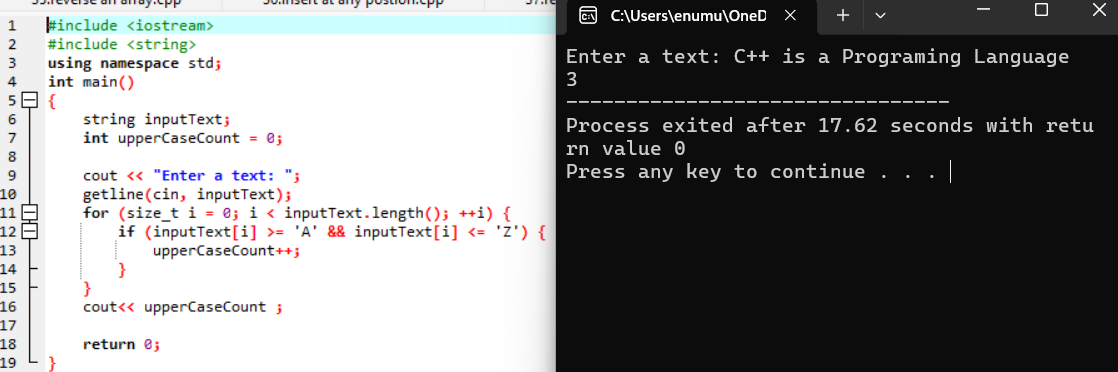 35.reverse an array.cpp 36.insert at any postion.cpp 37.re
1 #include <iostream>
2 #include <string>
3 using namespace std;
4 int main()
5 {
6 string inputText;
7 int upperCaseCount = 0;
8
9 cout << "Enter a text: ";
10 getline(cin, inputText);
11 for (size_t i = 0; i < inputText.length(); ++i) {
12 if (inputText[i] >= 'A' && inputText[i] <= 'Z') {
13 upperCaseCount++;
14 }
15 }
16 cout<< upperCaseCount ;
17
18 return 0;
19 }
C:\Users\enumu\OneD
Enter a text: C++ is a Programing Language
3
--------------------------------
Process exited after 17.62 seconds with retu
rn value 0
Press any key to continue . . .